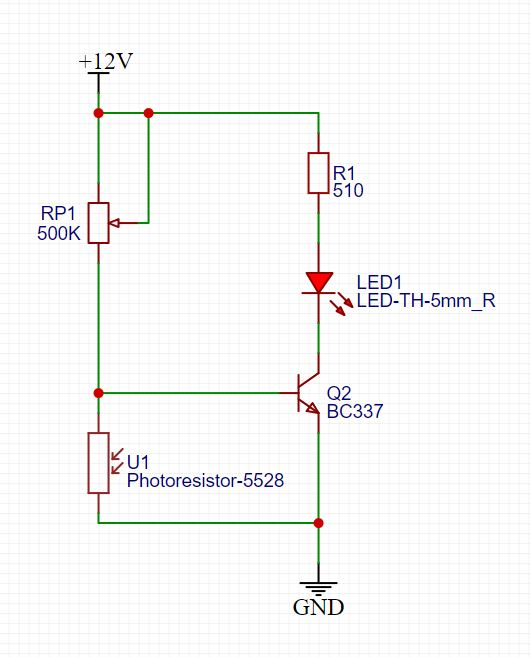 +12V
R1
510
RP1
500K
LED1
LED-TH-5mm_R
Q2
BC337
U1
Photoresistor-5528
GND